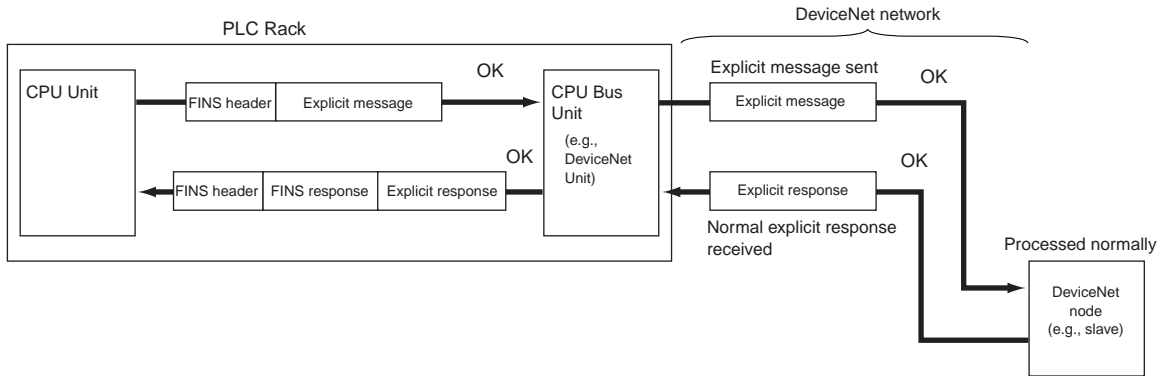 DeviceNet network
PLC Rack
CPU Unit
FINS header
Explicit message
OK
CPU Bus
Unit
(e.g.,
DeviceNet
Unit)
Explicit message sent
Explicit message
OK
FINS header
FINS response
Explicit response
OK
Explicit response
OK
Normal explicit response
received
Processed normally
DeviceNet
node
(e.g., slave)